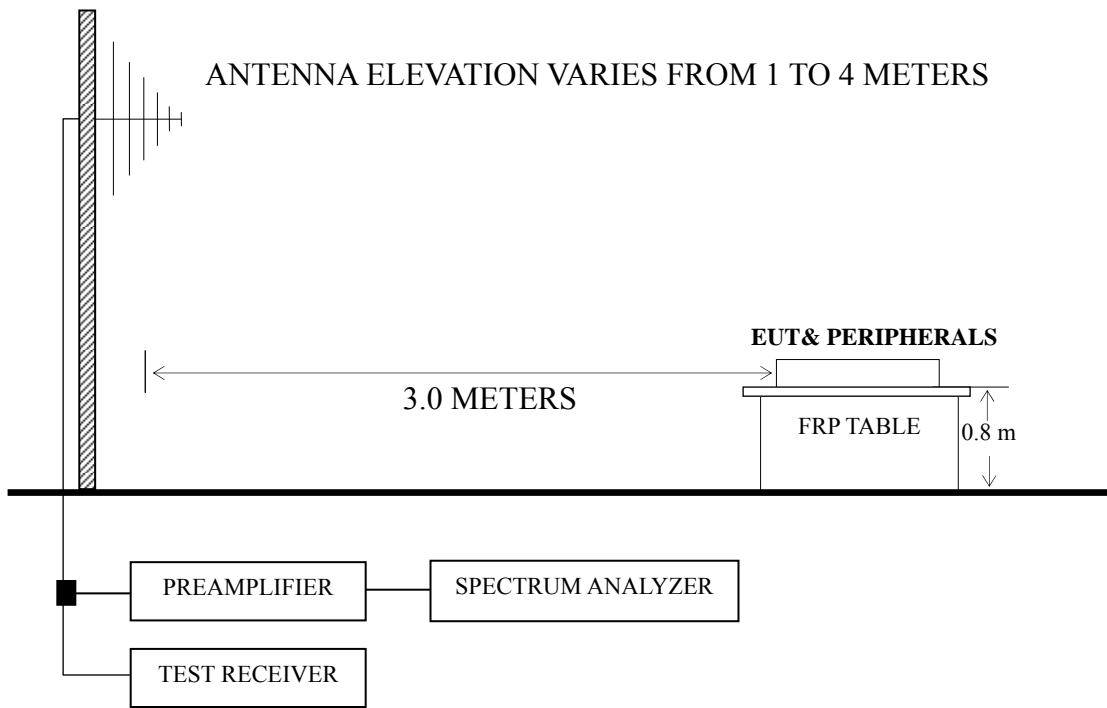 ANTENNA ELEVATION VARIES FROM 1 TO 4 METERS
EUT& PERIPHERALS
3.0 METERS
FRP TABLE
0.8 m
PREAMPLIFIER
SPECTRUM ANALYZER
TEST RECEIVER